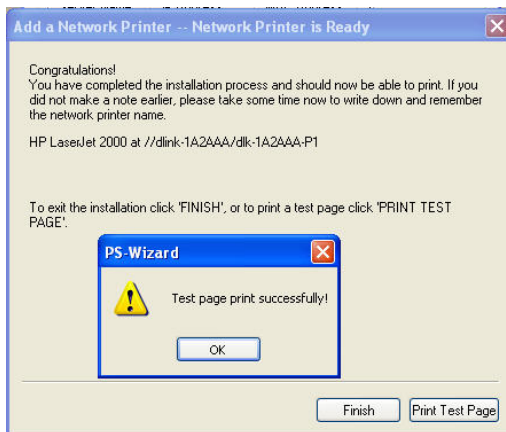 Add a Network Printer -- Network Printer is Ready
Congratulations!
You have completed the installation process and should now be able to print. If you
did not make a note earlier, please take some time now to write down and remember
the network printer name.
HP LaserJet 2000 at //dlink-1A2AAA/dlk-1A2AAA-P1
To exit the installation click 'FINISH', or to print a test page click 'PRINT TEST
PAGE'.
PS-Wizard
Test page print successfully!
OK
Finish
Print Test Page